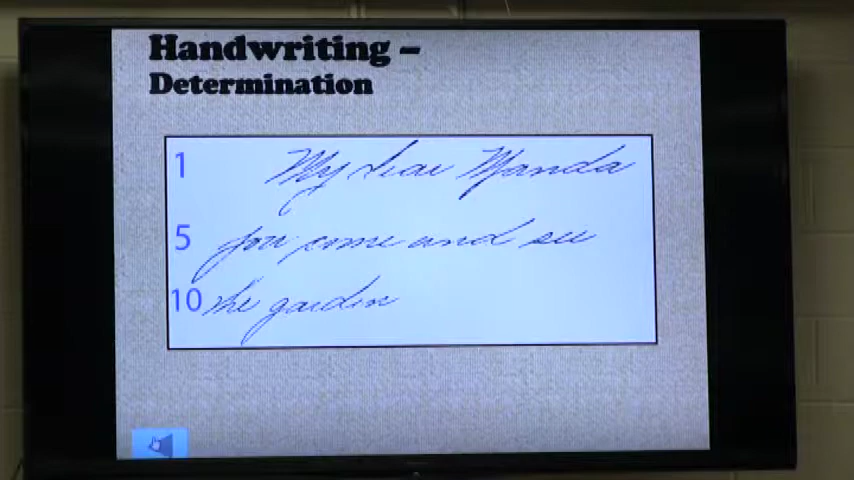 Handwriting –
Determination
1 My dear Manda
5 you come and see
10 the garden